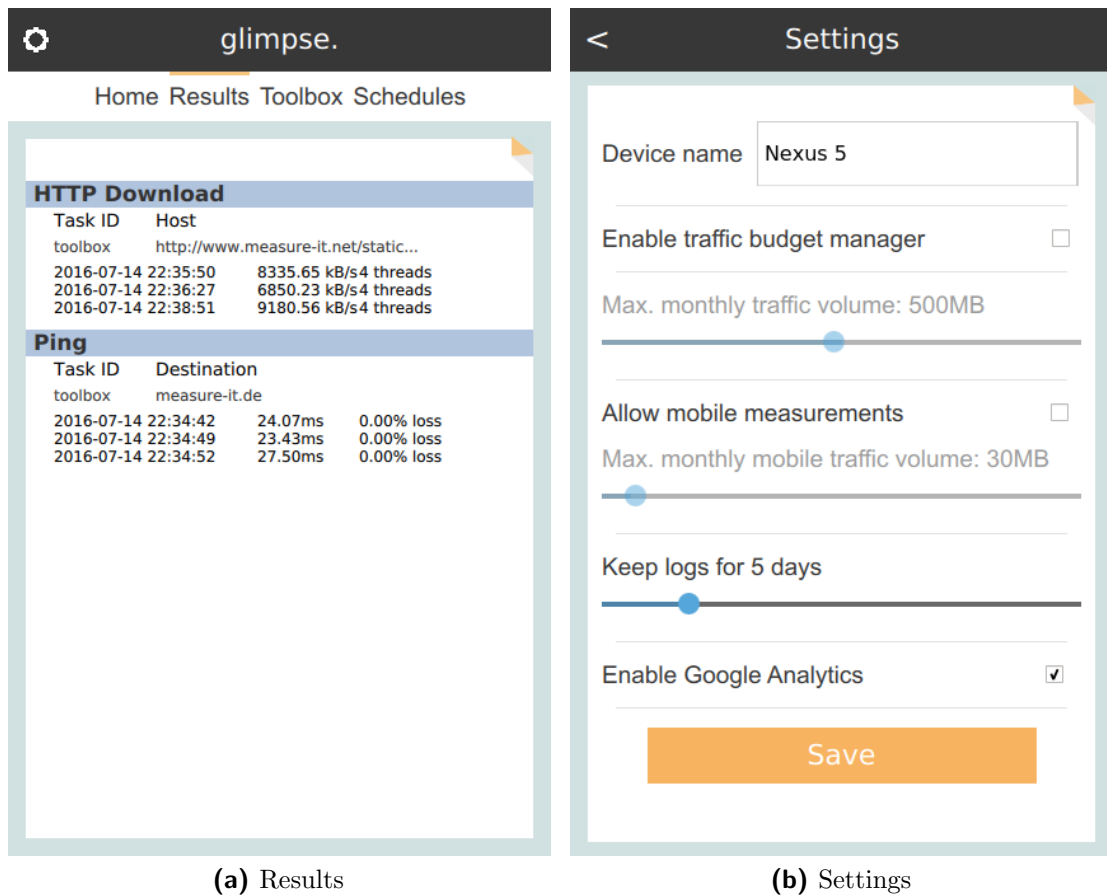 glimpse.
Home Results Toolbox Schedules
HTTP Download
Task ID Host
toolbox http://www.measure-it.net/static...
2016-07-14 22:35:50 8335.65 kB/s4 threads
2016-07-14 22:36:27 6850.23 kB/s4 threads
2016-07-14 22:38:51 9180.56 kB/s4 threads
Ping
Task ID Destination
toolbox measure-it.de
2016-07-14 22:34:42 24.07ms 0.00% loss
2016-07-14 22:34:49 23.43ms 0.00% loss
2016-07-14 22:34:52 27.50ms 0.00% loss
(a) Results
< Settings
Device name Nexus 5
Enable traffic budget manager
Max. monthly traffic volume: 500MB
Allow mobile measurements
Max. monthly mobile traffic volume: 30MB
Keep logs for 5 days
Enable Google Analytics
Save
(b) Settings